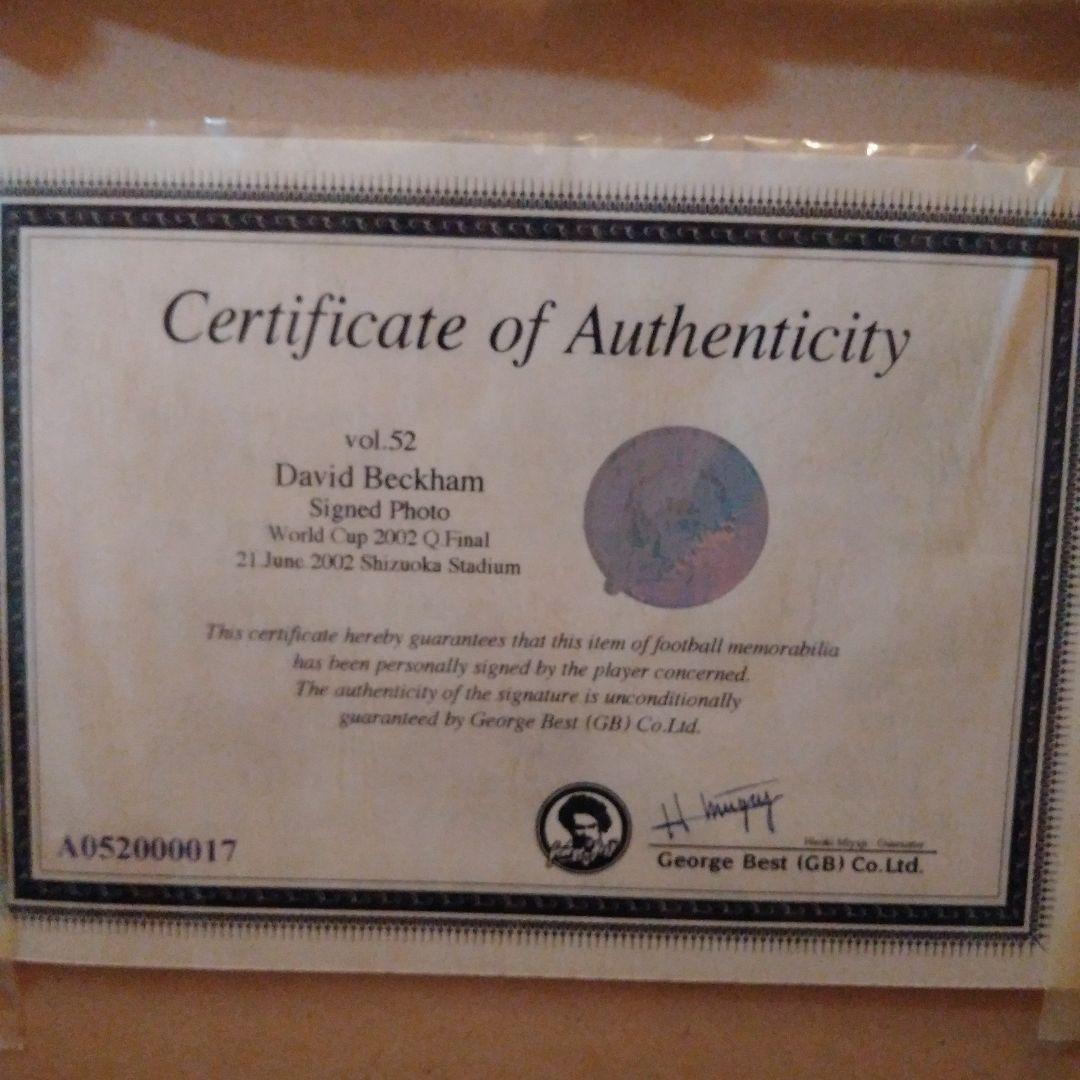 Certificate of Authenticity
vol.52
David Beckham
Signed Photo
World Cup 2002 Q.Final
21 June 2002 Shizuoka Stadium
This certificate hereby guarantees that this item of football memorabilia
has been personally signed by the player concerned.
The authenticity of the signature is unconditionally
guaranteed by George Best (GB) Co.Ltd.
A052000017
George Best (GB) Co.Ltd.